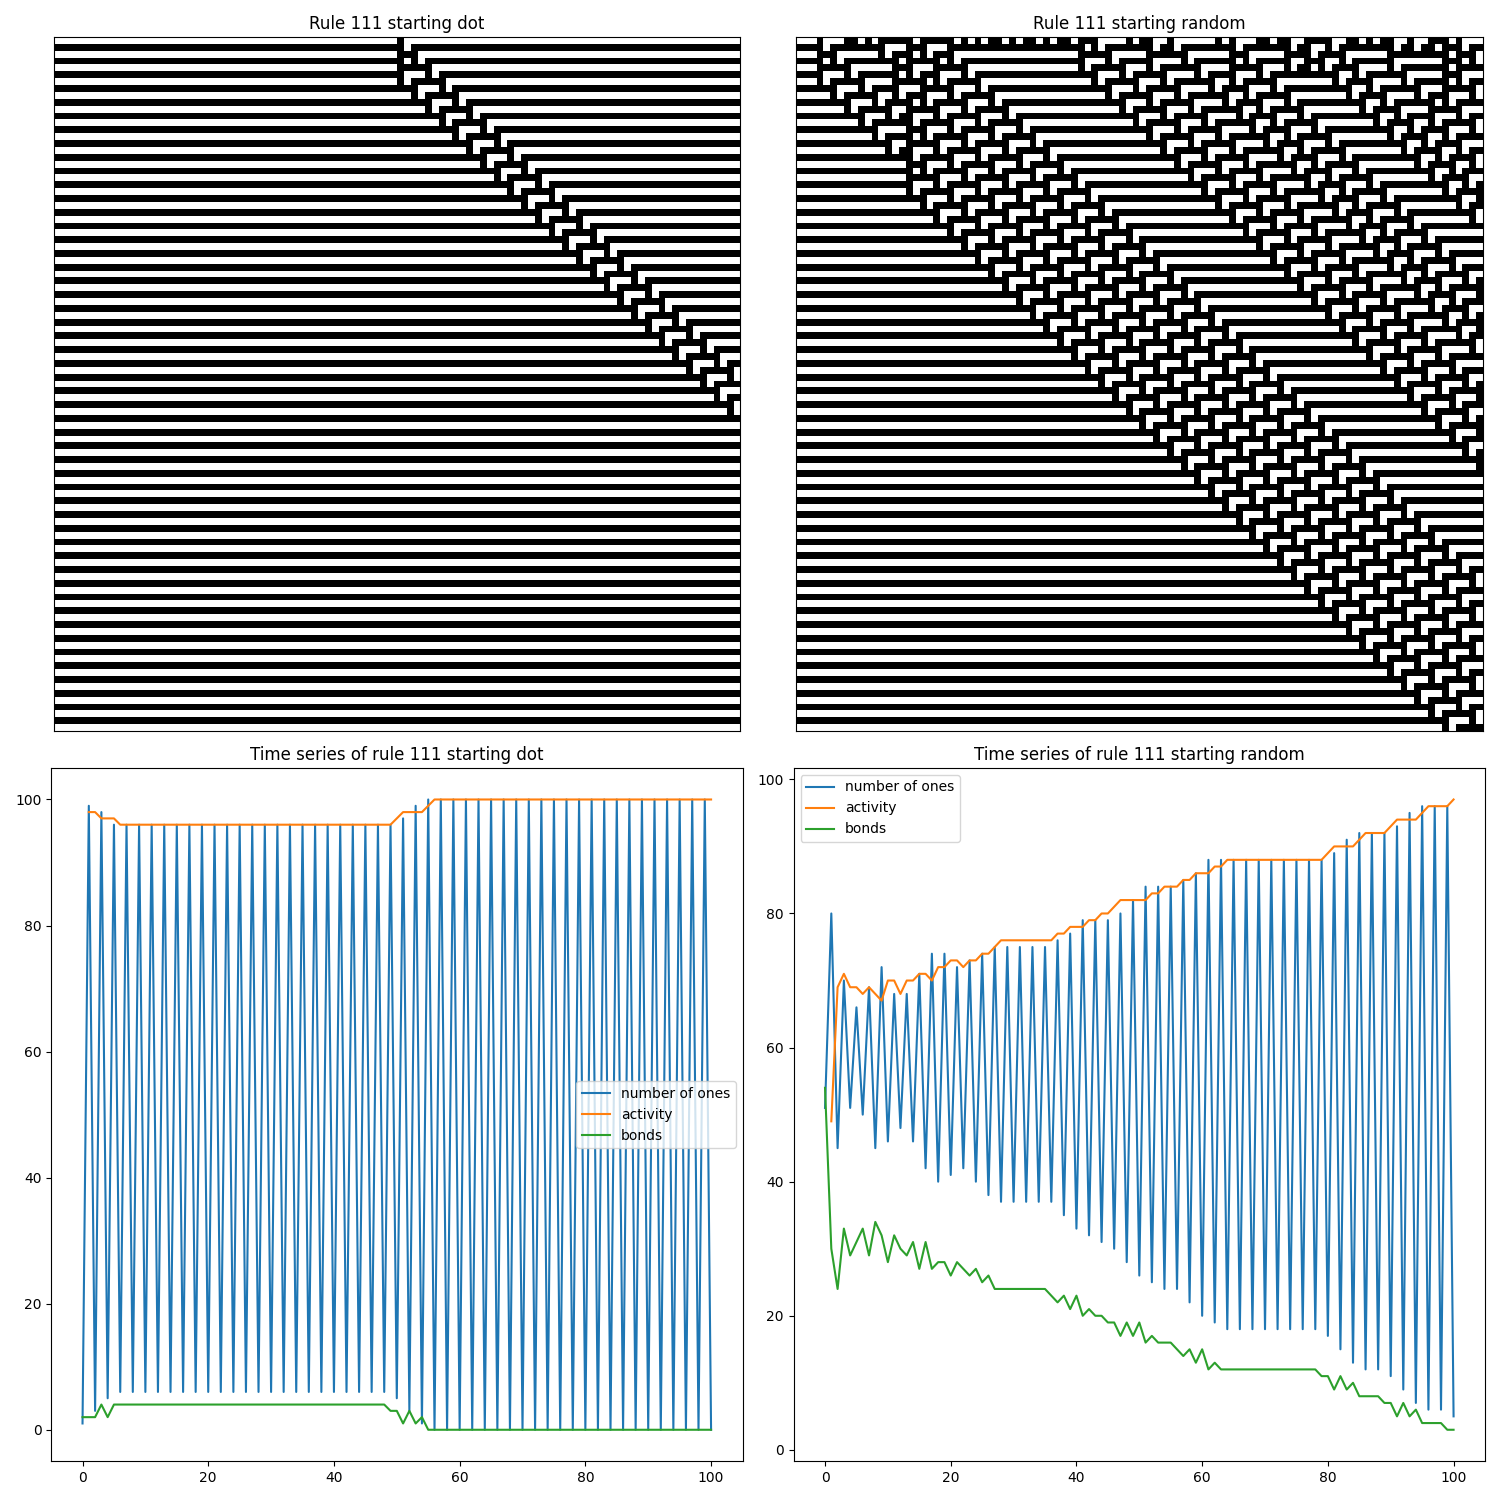 Rule 111 starting dot
Rule 111 starting random
Time series of rule 111 starting dot
100
80
60
40
20
0
number of ones
activity
bonds
0
20
40
60
80
100
Time series of rule 111 starting random
100
80
60
40
20
0
number of ones
activity
bonds
0
20
40
60
80
100